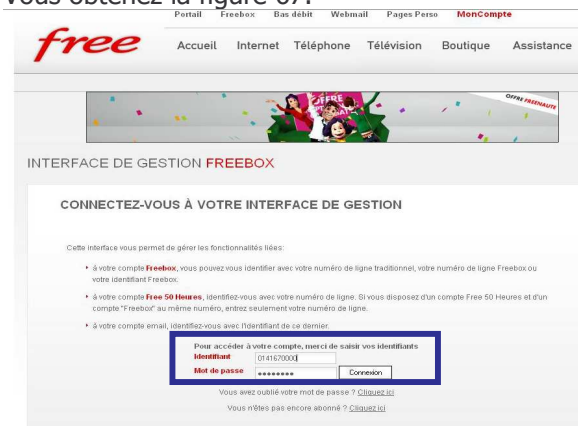 Vous obtenez la figure 07.
Portail Freebox Bas débit Webmail Pages Perso MonCompte
free
Accueil Internet Téléphone Télévision Boutique Assistance
OFFRE
OFFRE FREENAUTE
INTERFACE DE GESTION FREEBOX
CONNECTEZ-VOUS À VOTRE INTERFACE DE GESTION
Cette interface vous permet de gérer les fonctionnalités liées:
à votre compte Freebox, vous pouvez vous identifier avec votre numéro de ligne traditionnel, votre numéro de ligne Freebox ou
votre identifiant Freebox.
à votre compte Free 50 Heures, identifiez-vous avec votre numéro de ligne. Si vous disposez d'un compte Free 50 Heures et d'un
compte "Freebox" au même numéro, entrez seulement votre numéro de ligne.
à votre compte email, identifiez-vous avec l'identifiant de ce dernier.
Pour accéder à votre compte, merci de saisir vos identifiants
Identifiant 0141670000
Mot de passe ******** Connexion
Vous avez oublié votre mot de passe ? Cliquez ici
Vous n'êtes pas encore abonné ? Cliquez ici